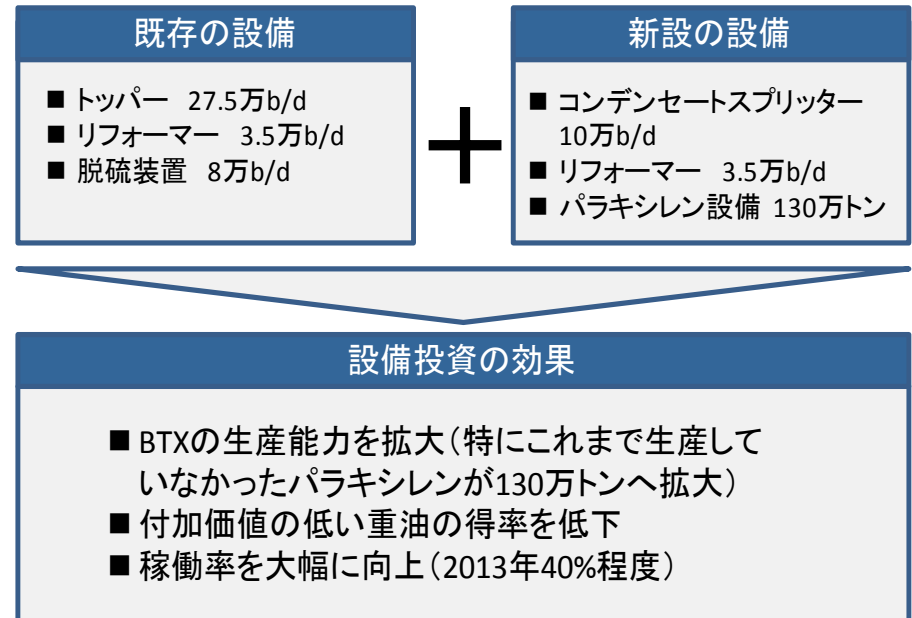 既存の設備
■ トッパー 27.5万b/d
■ リフォーマー 3.5万b/d
■ 脱硫装置 8万b/d
＋
新設の設備
■ コンデンセートスプリッター
10万b/d
■ リフォーマー 3.5万b/d
■ パラキシレン設備 130万トン
設備投資の効果
■ BTXの生産能力を拡大（特にこれまで生産して
いなかったパラキシレンが130万トンへ拡大）
■ 付加価値の低い重油の得率を低下
■ 稼働率を大幅に向上（2013年40%程度）